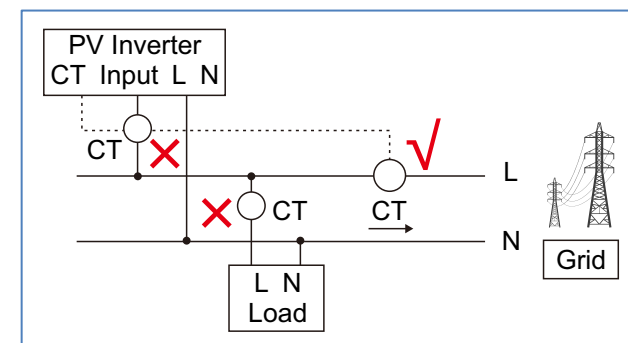 PV Inverter
CT Input L N
CT
L
CT
CT
N
Grid
L N
Load